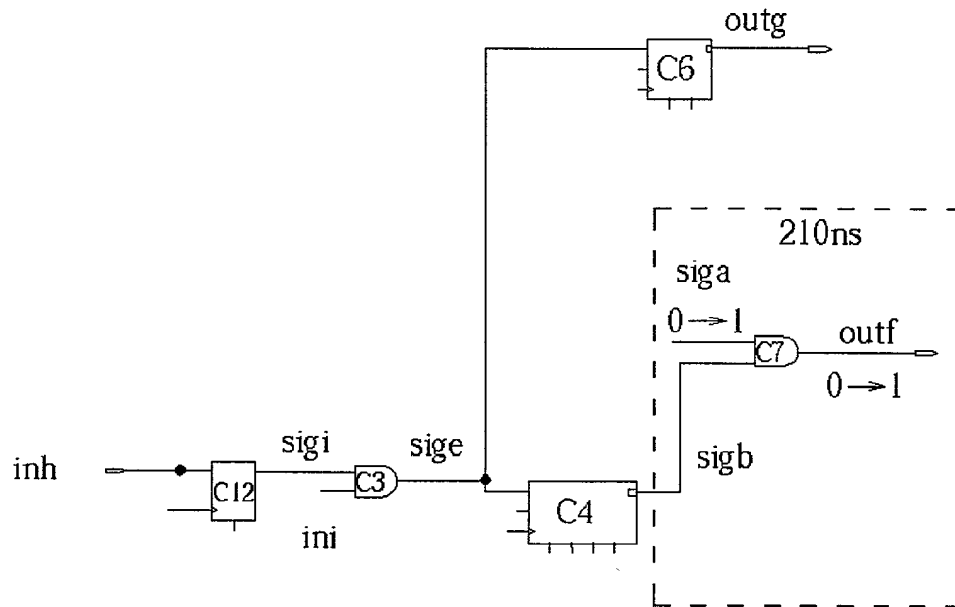 outg
C6
210ns
siga
0→1
C7
outf
0→1
sigi
sige
sigb
inh
C12
C3
C4
ini